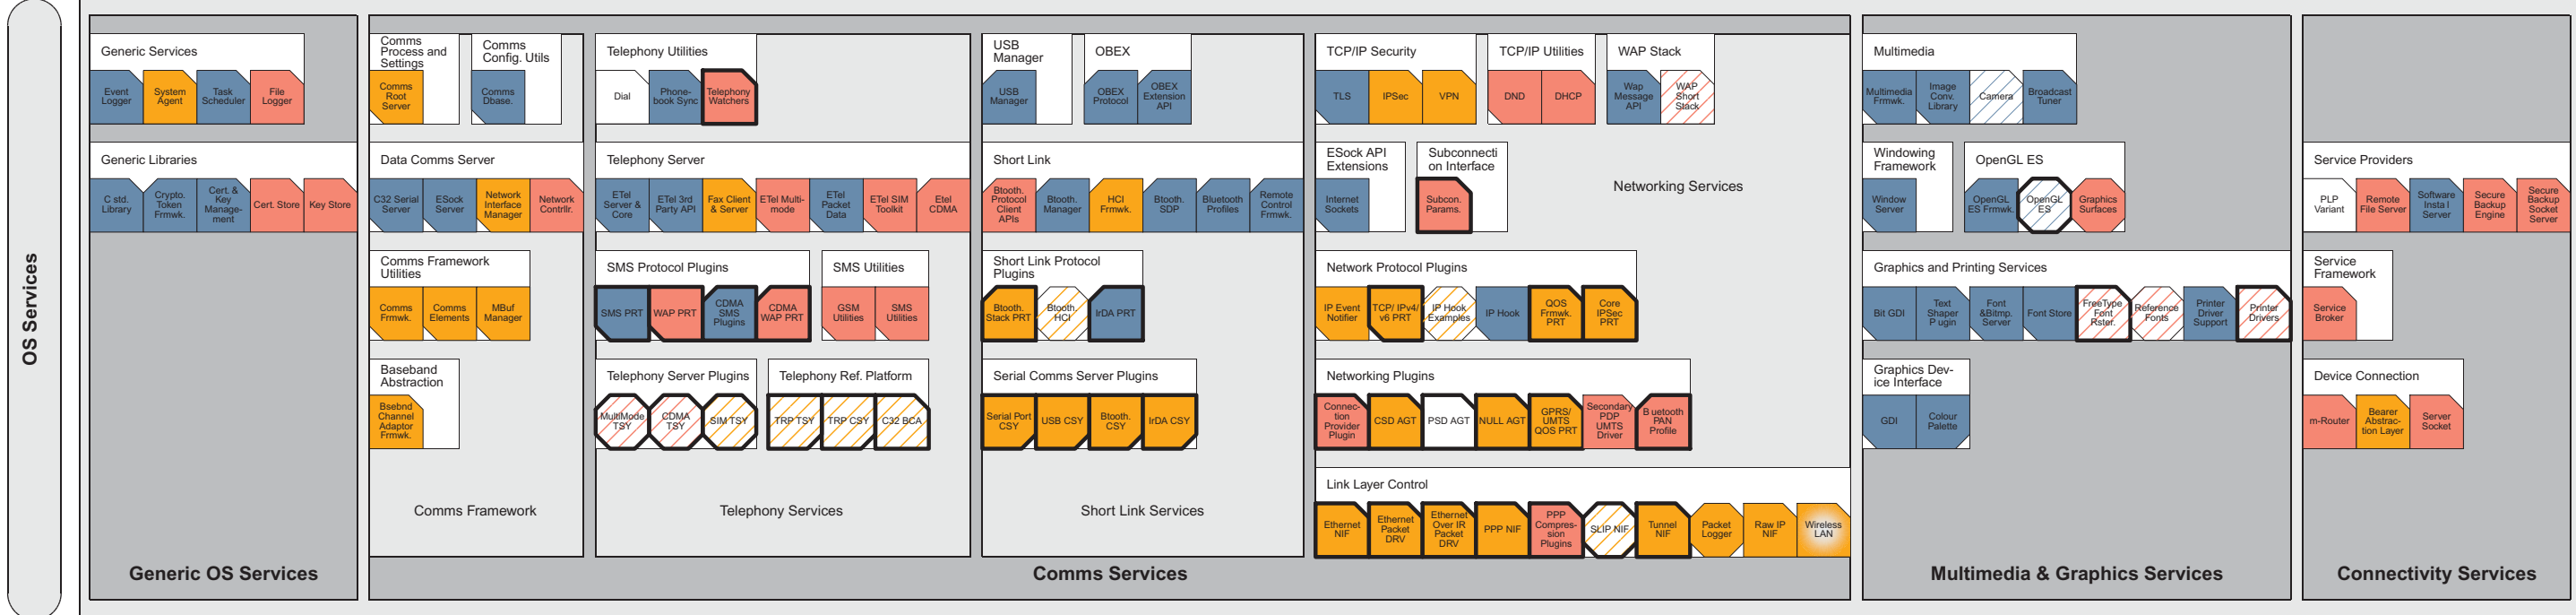 OS Services
Generic Services
Event
Logger
System
Agent
Task
Scheduler
File
Logger
Generic Libraries
C std.
Library
Crypto.
Token
Frmwk.
Cert. &
Key
Manage-
ment
Cert. Store
Key Store
Generic OS Services
Comms
Process and
Settings
Comms
Root
Server
Comms
Config. Utils
Comms
Dbase.
Data Comms Server
C32 Serial
Server
ESock
Server
Network
Interface
Manager
Network
Contrllr.
Comms Framework
Utilities
Comms
Frmwk.
Comms
Elements
MBuf
Manager
Baseband
Abstraction
Bsebnd
Channel
Adaptor
Frmwk.
Comms Framework
Telephony Utilities
Dial
Phone-
book Sync
Telephony
Watchers
Telephony Server
ETel
Server &
Core
ETel 3rd
Party API
Fax Client
& Server
ETel Multi-
mode
ETel
Packet
Data
ETel SIM
Toolkit
Etel
CDMA
SMS Protocol Plugins
SMS PRT
WAP PRT
CDMA
SMS
Plugins
CDMA
WAP PRT
SMS Utilities
GSM
Utilities
SMS
Utilities
Telephony Server Plugins
MultiMode
TSY
CDMA
TSY
SIM TSY
Telephony Ref. Platform
TRP TSY
TRP CSY
C32 BCA
Telephony Services
USB
Manager
USB
Manager
OBEX
OBEX
Protocol
OBEX
Extension
API
Short Link
Btooth.
Protocol
Client
APIs
Btooth.
Manager
HCI
Frmwk.
Btooth.
SDP
Bluetooth
Profiles
Remote
Control
Frmwk.
Short Link Protocol
Plugins
Btooth.
Stack PRT
Btooth.
HCI
IrDA PRT
Serial Comms Server Plugins
Serial Port
CSY
USB CSY
Btooth.
CSY
IrDA CSY
Short Link Services
TCP/IP Security
TLS
IPSec
VPN
TCP/IP Utilities
DND
DHCP
WAP Stack
Wap
Message
API
WAP
Short
Stack
ESock API
Extensions
Internet
Sockets
Subconnecti
on Interface
Subcon.
Params.
Networking Services
Network Protocol Plugins
IP Event
Notifier
TCP/ IPv4/
v6 PRT
IP Hook
Examples
IP Hook
QOS
Frmwk.
PRT
Core
IPSec
PRT
Networking Plugins
Connec-
tion
Provider
Plugin
CSD AGT
PSD AGT
NULL AGT
GPRS/
UMTS
QOS PRT
Secondary
PDP
UMTS
Driver
B uetooth
PAN
Profile
Link Layer Control
Ethernet
NIF
Ethernet
Packet
DRV
Ethernet
Over IR
Packet
DRV
PPP NIF
PPP
Compres-
sion
Plugins
SLIP NIF
Tunnel
NIF
Packet
Logger
Raw IP
NIF
Wireless
LAN
Comms Services
Multimedia
Multimedia
Frmwk.
Image
Conv.
Library
Camera
Broadcast
Tuner
Windowing
Framework
Window
Server
OpenGL ES
OpenGL
ES Frmwk.
OpenGL
ES
Graphics
Surfaces
Graphics and Printing Services
Bit GDI
Text
Shaper
P ugin
Font
&Bitmp.
Server
Font Store
FreeType
Font
Rster.
Reference
Fonts
Printer
Driver
Support
Printer
Drivers
Graphics Dev-
ice Interface
GDI
Colour
Palette
Multimedia & Graphics Services
Service Providers
PLP
Variant
Remote
File Server
Software
Insta l
Server
Secure
Backup
Engine
Secure
Backup
Socket
Server
Service
Framework
Service
Broker
Device Connection
m-Router
Bearer
Abstrac-
tion Layer
Server
Socket
Connectivity Services